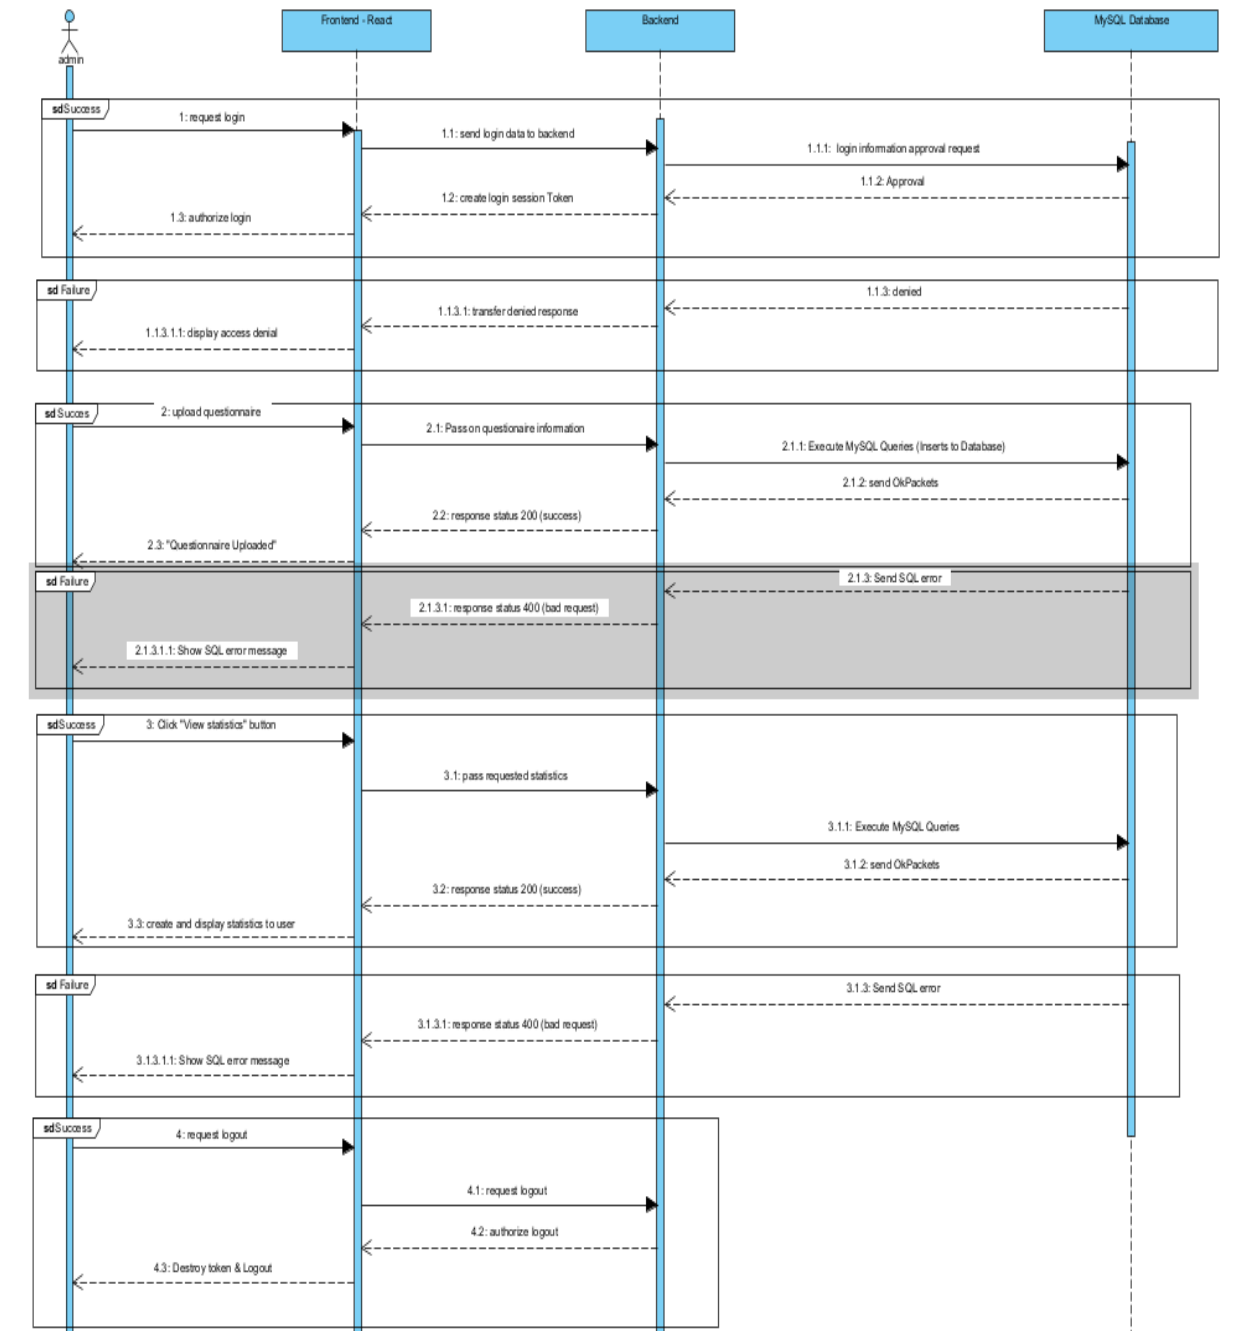 Frontend - React
Backend
MySQL Database
admin
sd Success
1: request login
1.1: send login data to backend
1.1.1: login information approval request
1.1.2: Approval
1.2: create login session Token
1.3: authorize login
sd Failure
1.1.3: denied
1.1.3.1: transfer denied response
1.1.3.1.1: display access denial
sd Succes
2: upload questionnaire
2.1: Pass on questionaire information
2.1.1: Execute MySQL Queries (Inserts to Database)
2.1.2: send OkPackets
2.2: response status 200 (success)
2.3: "Questionnaire Uploaded"
sd Failure
2.1.3: Send SQL error
2.1.3.1: response status 400 (bad request)
2.1.3.1.1: Show SQL error message
sd Success
3: Click "View statistics" button
3.1: pass requested statistics
3.1.1: Execute MySQL Queries
3.1.2: send OkPackets
3.2: response status 200 (success)
3.3: create and display statistics to user
sd Failure
3.1.3: Send SQL error
3.1.3.1: response status 400 (bad request)
3.1.3.1.1: Show SQL error message
sd Success
4: request logout
4.1: request logout
4.2: authorize logout
4.3: Destroy token & Logout